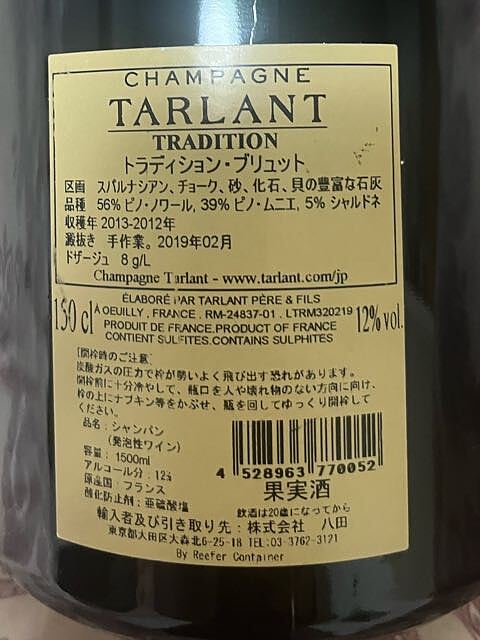 CHAMPAGNE
TARLANT
TRADITION
トラディション・ブリュット
区画 スパルナシアン、チョーク、砂、化石、貝の豊富な石灰
品種 56% ピノ・ノワール, 39% ピノ・ムニエ, 5% シャルドネ
収穫年 2013-2012年
澱抜き 手作業。2019年02月
ドザージュ 8 g/L
Champagne Tarlant - www.tarlant.com/jp
ÉLABORÉ PAR TARLANT PÈRE & FILS
150 cl A OEUILLY, FRANCE. RM-24837-01. LTRM320219 12% vol.
PRODUIT DE FRANCE.PRODUCT OF FRANCE
CONTIENT SULFITES.CONTAINS SULPHITES
[開栓時のご注意]
炭酸ガスの圧力で栓が勢いよく飛び出す恐れがあります。
開栓前に十分冷やして、瓶口を人や壊れ物のない方向に向け、
栓の上にナプキン等をかぶせ、瓶を回してゆっくり開栓して
ください。
品名：シャンパン
(発泡性ワイン)
容量：1500ml
アルコール分：12%
原産国：フランス
酸化防止剤：亜硫酸塩
4 528963 770052
果実酒
飲酒は20歳になってから
輸入者及び引き取り先：株式会社 八田
東京都大田区大森北6-25-18 TEL:03-3762-3121
By Reefer Container